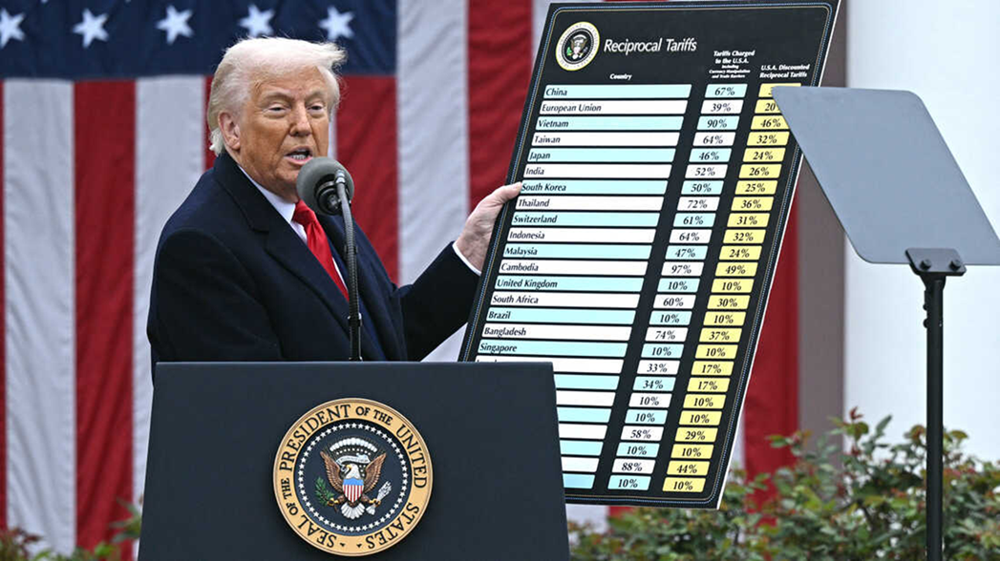 Reciprocal Tariffs
Country
Tariffs Charged
to the U.S.A.
Including
Currency Manipulation
and Trade Barriers
U.S.A. Discounted
Reciprocal Tariffs
China 67%
European Union 39% 20
Vietnam 90% 46%
Taiwan 64% 32%
Japan 46% 24%
India 52% 26%
South Korea 50% 25%
Thailand 72% 36%
Switzerland 61% 31%
Indonesia 64% 32%
Malaysia 47% 24%
Cambodia 97% 49%
United Kingdom 10% 10%
South Africa 60% 30%
Brazil 10% 10%
Bangladesh 74% 37%
Singapore 10% 10%
33% 17%
34% 17%
10% 10%
10% 10%
58% 29%
10% 10%
88% 44%
10% 10%
SEAL OF THE PRESIDENT OF THE UNITED